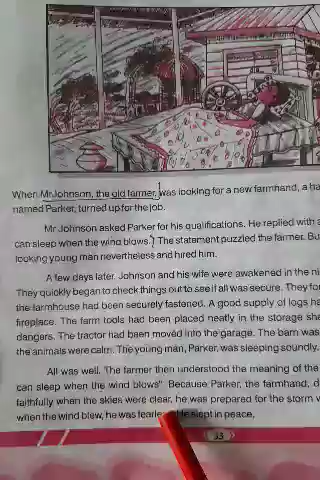 When Mr Johnson, the old farmer, was looking for a new farmhand, a
named Parker, turned up for the job.
Mr Johnson asked Parker for his qualifications. He replied with
can sleep when the wind blows." The statement puzzled the farmer.
looking young man nevertheless and hired him.
A few days later, Johnson and his wife were awakened in the
They quickly began to check things out to see if all was secure. They
the farmhouse had been securely fastened. A good supply of logs
fireplace. The farm tools had been placed neatly in the storage
dangers. The tractor had been moved into the garage. The barn was
the animals were calm. The young man, Parker, was sleeping soundly.
All was well. The farmer then understood the meaning of the
can sleep when the wind blows". Because Parker, the farmhand,
faithfully when the skies were clear, he was prepared for the storm
when the wind blew, he was slept in peace.
33